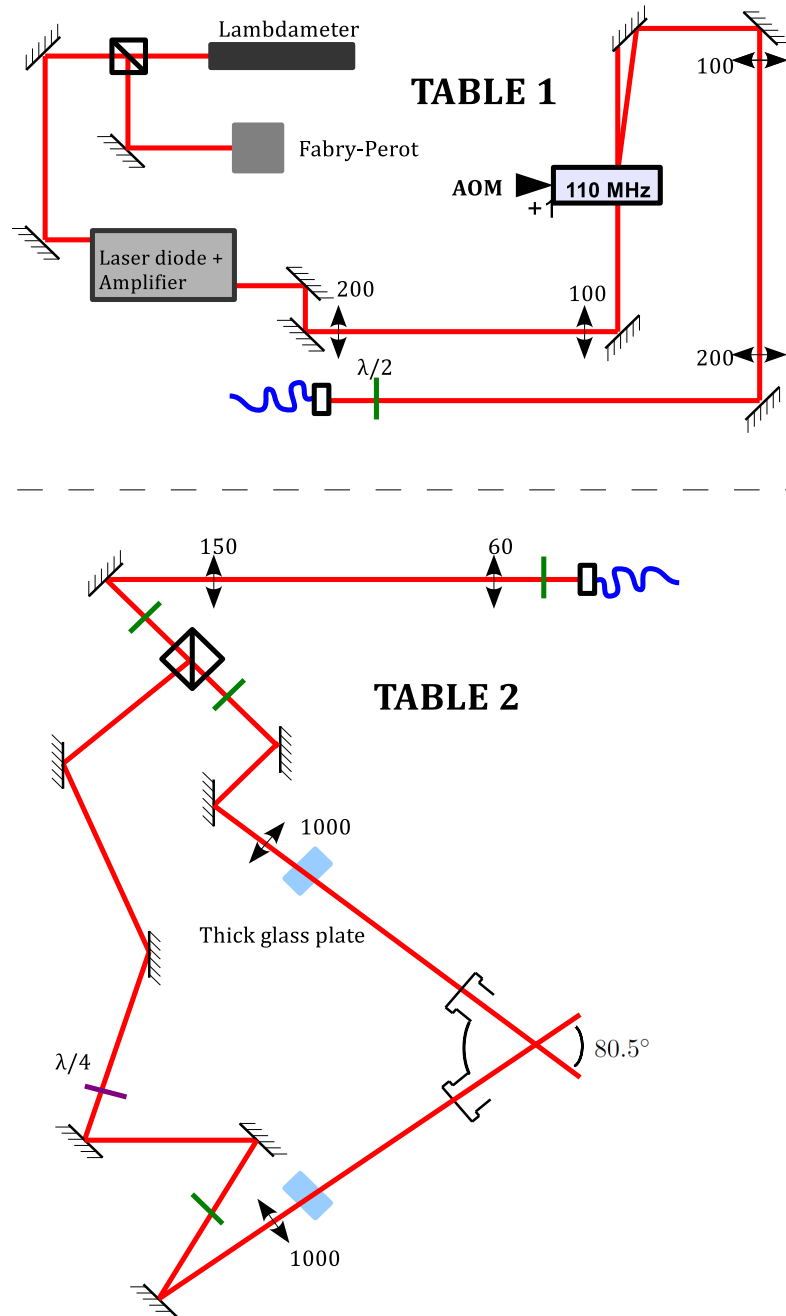 Lambdameter
TABLE 1
100
Fabry-Perot
AOM
110 MHz
+1
Laser diode +
Amplifier
200
100
200
λ/2
150
60
TABLE 2
1000
Thick glass plate
80.5°
λ/4
1000